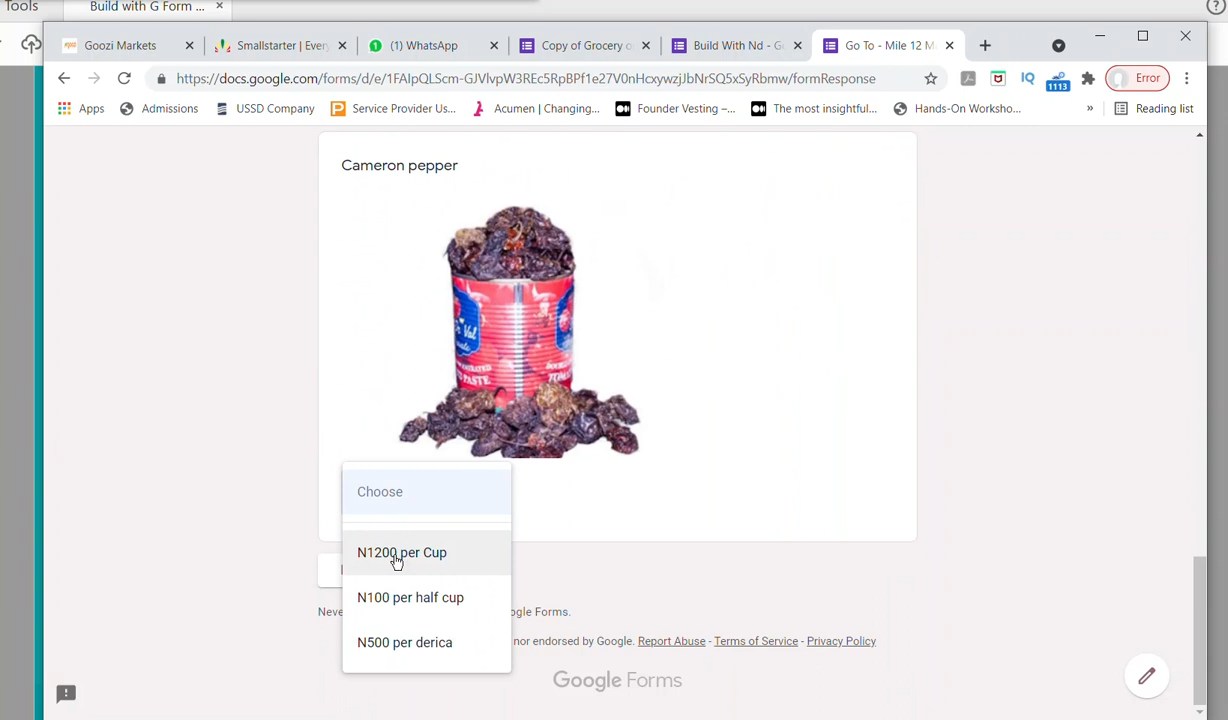 Tools
Build with G Form ...
Goozi Markets
Smallstarter | Ever
(1) WhatsApp
Copy of Grocery o
Build With Nd - G
Go To - Mile 12 M
https://docs.google.com/forms/d/e/1FAIpQLScm-GJVlvpW3REc5RpBPf1e27V0nHcxywzjJbNrSQ5xSyRbmw/formResponse
IQ
1113
Error
Apps
Admissions
USSD Company
Service Provider Us...
Acumen | Changing...
Founder Vesting –...
The most insightful...
Hands-On Worksho...
»
Reading list
Cameron pepper
Val
PASTE
Choose
N1200 per Cup
N100 per half cup
N500 per derica
Neve
ogle Forms.
nor endorsed by Google. Report Abuse - Terms of Service - Privacy Policy
Google Forms